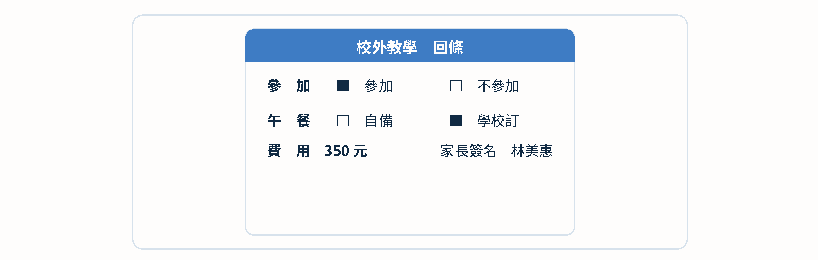 校外教學　回條
參　加　■　參加　　□　不參加
午　餐　□　自備　　■　學校訂
費　用　350 元　　家長簽名　林美惠